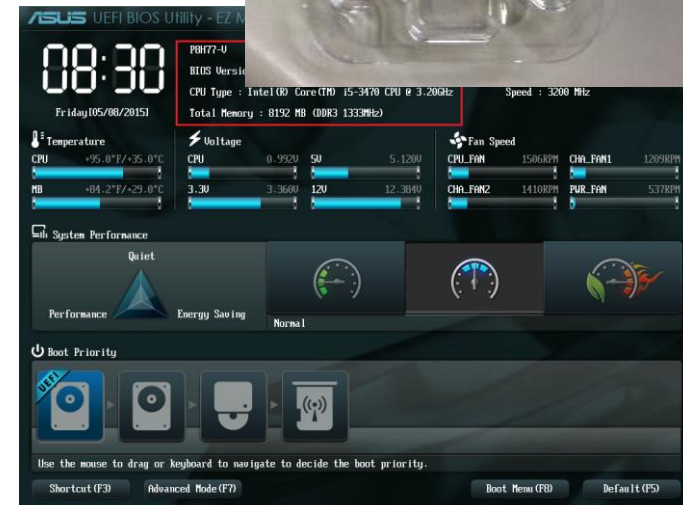 ASUS UEFI BIOS Utility - EZ M
08:30
Friday[05/08/2015]
P8H77-V
BIOS Versi
CPU Type : Intel(R) Core(TM) i5-3470 CPU @ 3.20GHz Speed : 3200 MHz
Total Memory : 8192 MB (DDR3 1333MHz)
Temperature
CPU +95.0°F/+35.0°C
MB +84.2°F/+29.0°C
Voltage
CPU 0.992V 5V 5.120V
3.3V 3.360V 12V 12.384V
Fan Speed
CPU_FAN 1506RPM CHA_FAN1 1209RPM
CHA_FAN2 1410RPM PWR_FAN 537RPM
System Performance
Quiet
Performance Energy Saving
Normal
Boot Priority
UEFI
Use the mouse to drag or keyboard to navigate to decide the boot priority.
Shortcut(F3) Advanced Mode(F7) Boot Menu(F8) Default(F5)